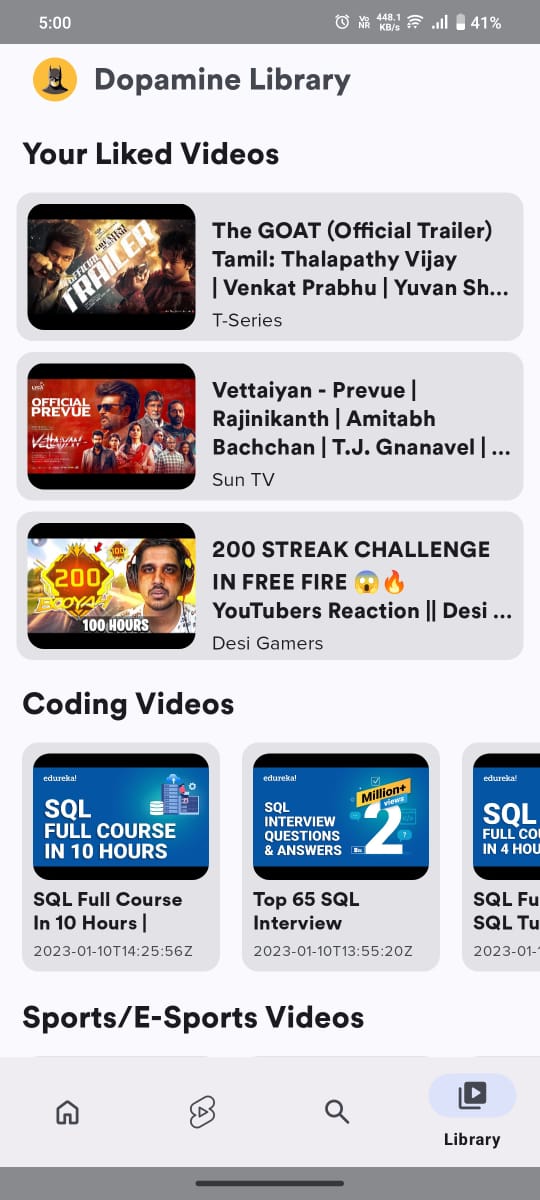 5:00
Vo
NR
448.1
KB/s
41%
Dopamine Library
Your Liked Videos
OFFICIAL
TRAILER
The GOAT (Official Trailer)
Tamil: Thalapathy Vijay
| Venkat Prabhu | Yuvan Sh...
T-Series
OFFICIAL
PREVUE
VETTAIYAN
Vettaiyan - Prevue |
Rajinikanth | Amitabh
Bachchan | T.J. Gnanavel | ...
Sun TV
100
200
BOOYAH
100 HOURS
200 STREAK CHALLENGE
IN FREE FIRE 😱🔥
YouTubers Reaction || Desi ...
Desi Gamers
Coding Videos
edureka!
SQL
FULL COURSE
IN 10 HOURS
SQL Full Course
In 10 Hours |
2023-01-10T14:25:56Z
edureka!
SQL
INTERVIEW
QUESTIONS
& ANSWERS
2
Million+
views
Top 65 SQL
Interview
2023-01-10T13:55:20Z
edureka!
SQL
FULL CO
IN 4 HOU
SQL Fu
SQL Tu
2023-01-
Sports/E-Sports Videos
Library